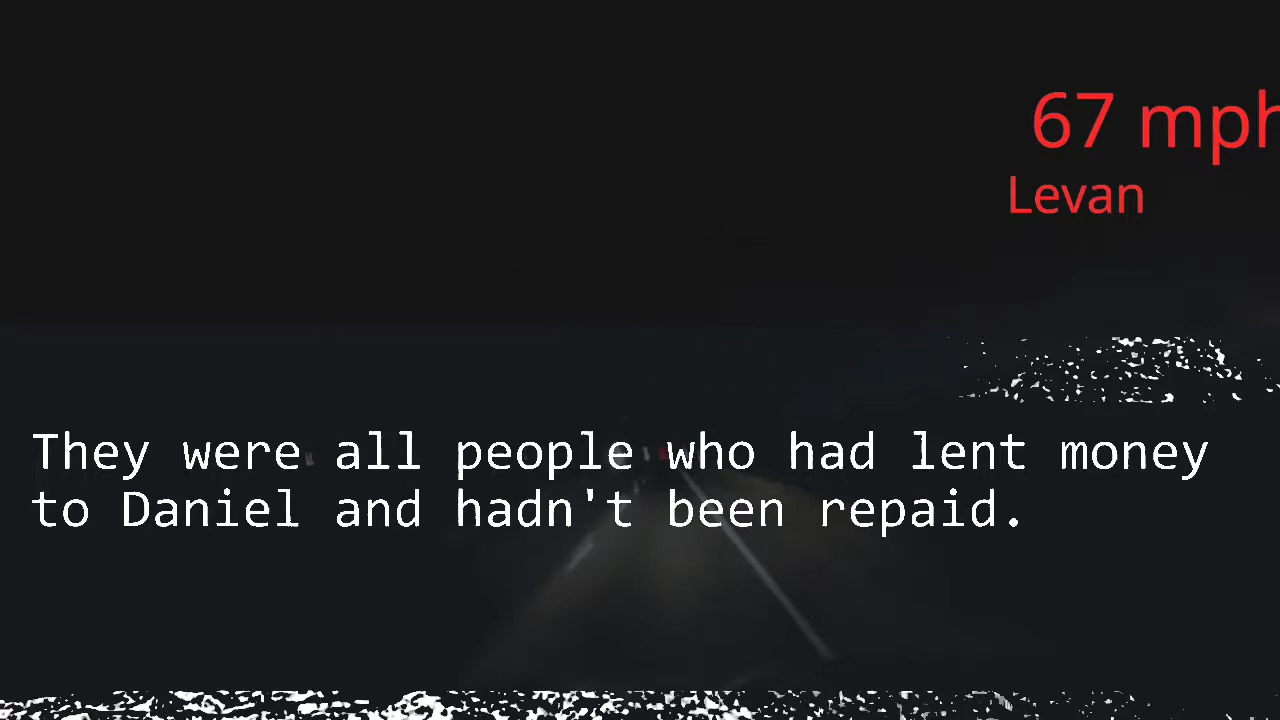 67 mph
Levan
They were all people who had lent money
to Daniel and hadn't been repaid.